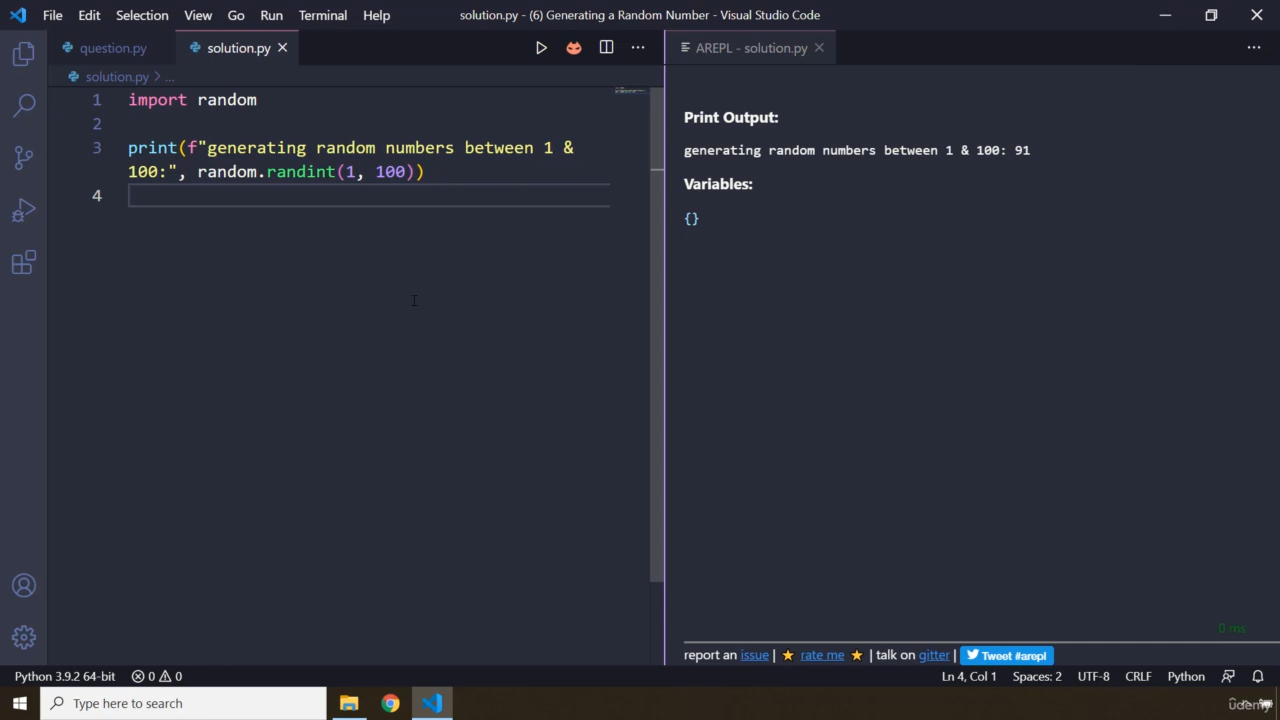 File Edit Selection View Go Run Terminal Help solution.py - (6) Generating a Random Number - Visual Studio Code
question.py solution.py
AREPL - solution.py
solution.py > ...
1 import random
2
3 print(f"generating random numbers between 1 &
100:", random.randint(1, 100))
4
Print Output:
generating random numbers between 1 & 100: 91
Variables:
{}
0 ms
report an issue | ★ rate me ★ | talk on gitter | Tweet #arepl
Python 3.9.2 64-bit 0 0 Ln 4, Col 1 Spaces: 2 UTF-8 CRLF Python
Type here to search
udemy